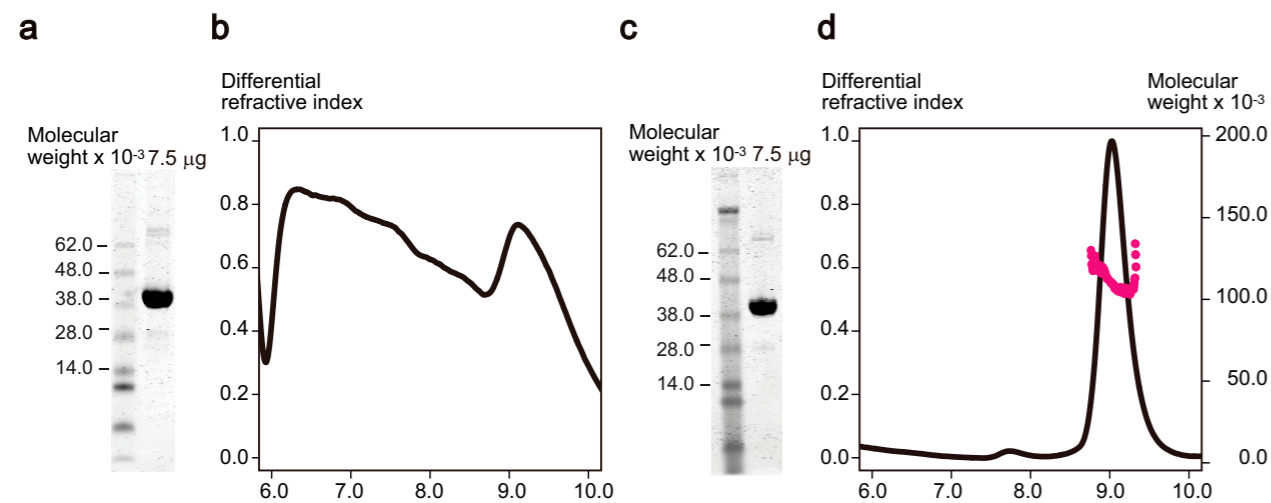 a
b
c
d
Differential
refractive index
Molecular
weight x 10-3 7.5 μg
62.0
48.0
38.0
28.0
14.0
1.0
0.8
0.6
0.4
0.2
0.0
6.0 7.0 8.0 9.0 10.0
Molecular
weight x 10-3 7.5 μg
62.0
48.0
38.0
28.0
14.0
Differential
refractive index
Molecular
weight x 10-3
1.0
0.8
0.6
0.4
0.2
0.0
200.0
150.0
100.0
50.0
0.0
6.0 7.0 8.0 9.0 10.0